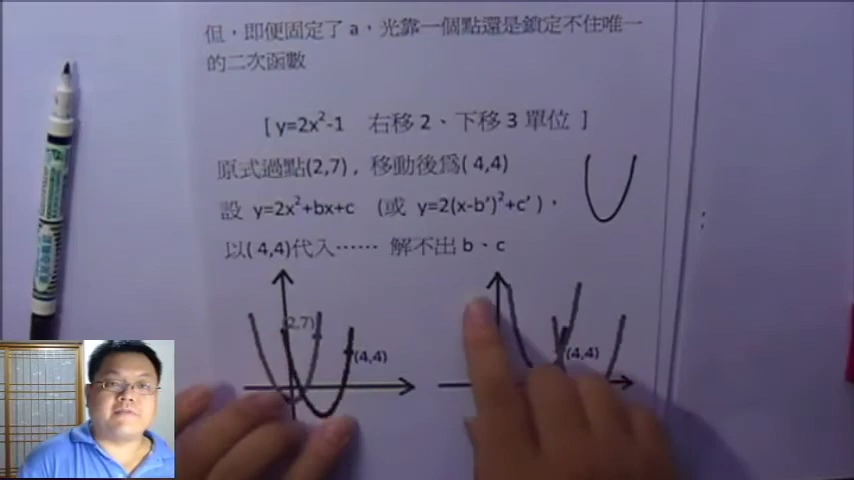 但，即便固定了 a，光靠一個點還是鎖定不住唯一
的二次函數
[ y=2x²-1 右移 2、下移 3 單位 ]
原式過點(2,7)，移動後為( 4,4)
設 y=2x²+bx+c (或 y=2(x-b')²+c' )，
以( 4,4)代入…… 解不出 b、c
(2,7)
(4,4)
(4,4)